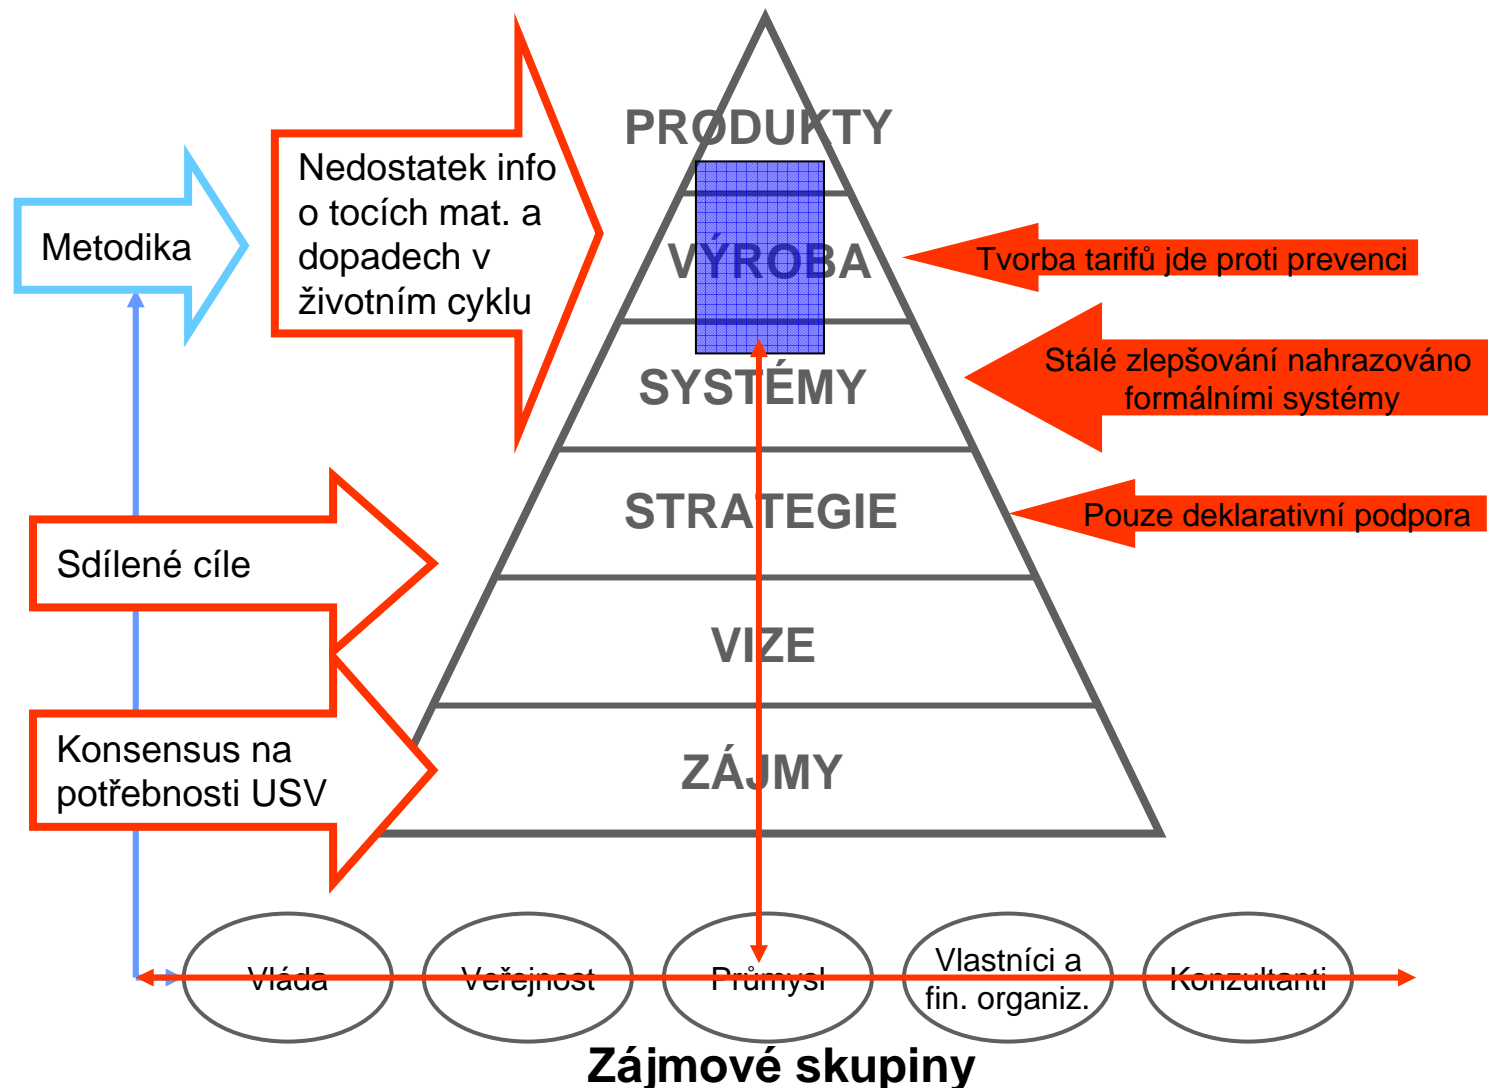 PRODUKTY
Nedostatek info
o tocích mat. a
dopadech v
životním cyklu
Metodika
VÝROBA
Tvorba tarifů jde proti prevenci
SYSTÉMY
Stálé zlepšování nahrazováno
formálními systémy
STRATEGIE
Pouze deklarativní podpora
Sdílené cíle
VIZE
Konsensus na
potřebnosti USV
ZÁJMY
Vláda
Veřejnost
Průmysl
Vlastníci a
fin. organiz.
Konzultanti
Zájmové skupiny